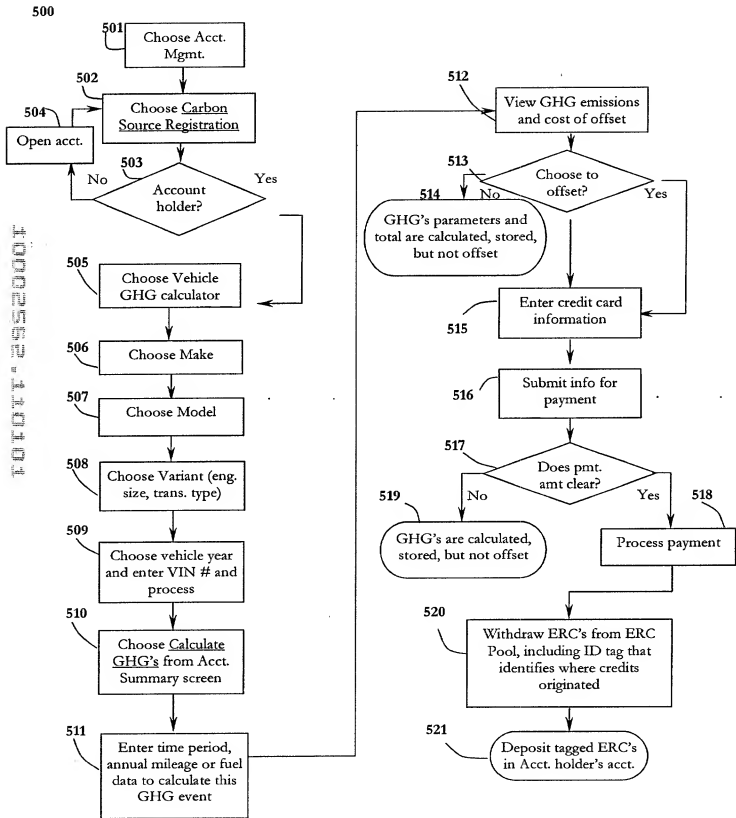 500
501
Choose Acct.
Mgmt.
502
Choose Carbon
Source Registration
504
Open acct.
503
No
Yes
Account
holder?
505
Choose Vehicle
GHG calculator
506
Choose Make
507
Choose Model
508
Choose Variant (eng.
size, trans. type)
509
Choose vehicle year
and enter VIN # and
process
510
Choose Calculate
GHG's from Acct.
Summary screen
511
Enter time period,
annual mileage or fuel
data to calculate this
GHG event
512
View GHG emissions
and cost of offset
513
Choose to
offset?
No
Yes
514
GHG's parameters and
total are calculated, stored,
but not offset
515
Enter credit card
information
516
Submit info for
payment
517
Does pmt.
amt clear?
No
Yes
519
GHG's are calculated,
stored, but not offset
518
Process payment
520
Withdraw ERC's from ERC
Pool, including ID tag that
identifies where credits
originated
521
Deposit tagged ERC's
in Acct. holder's acct.